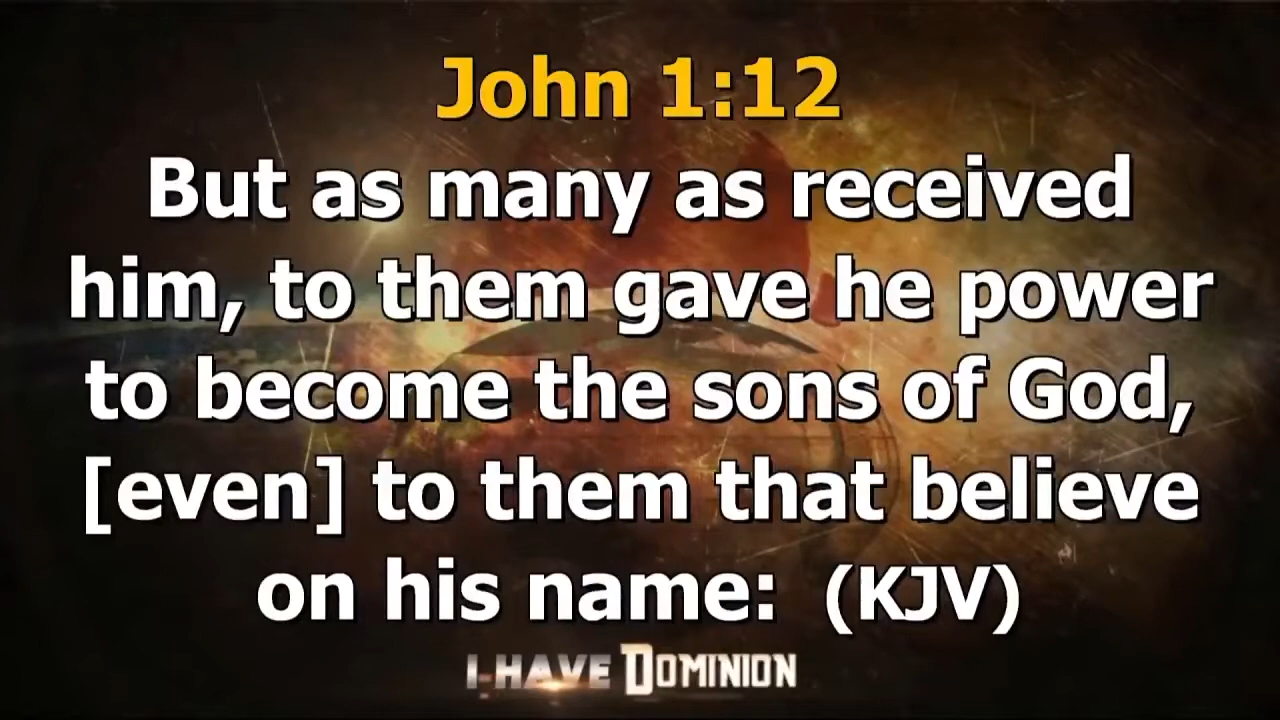 John 1:12
But as many as received
him, to them gave he power
to become the sons of God,
[even] to them that believe
on his name:  (KJV)
I HAVE DOMINION